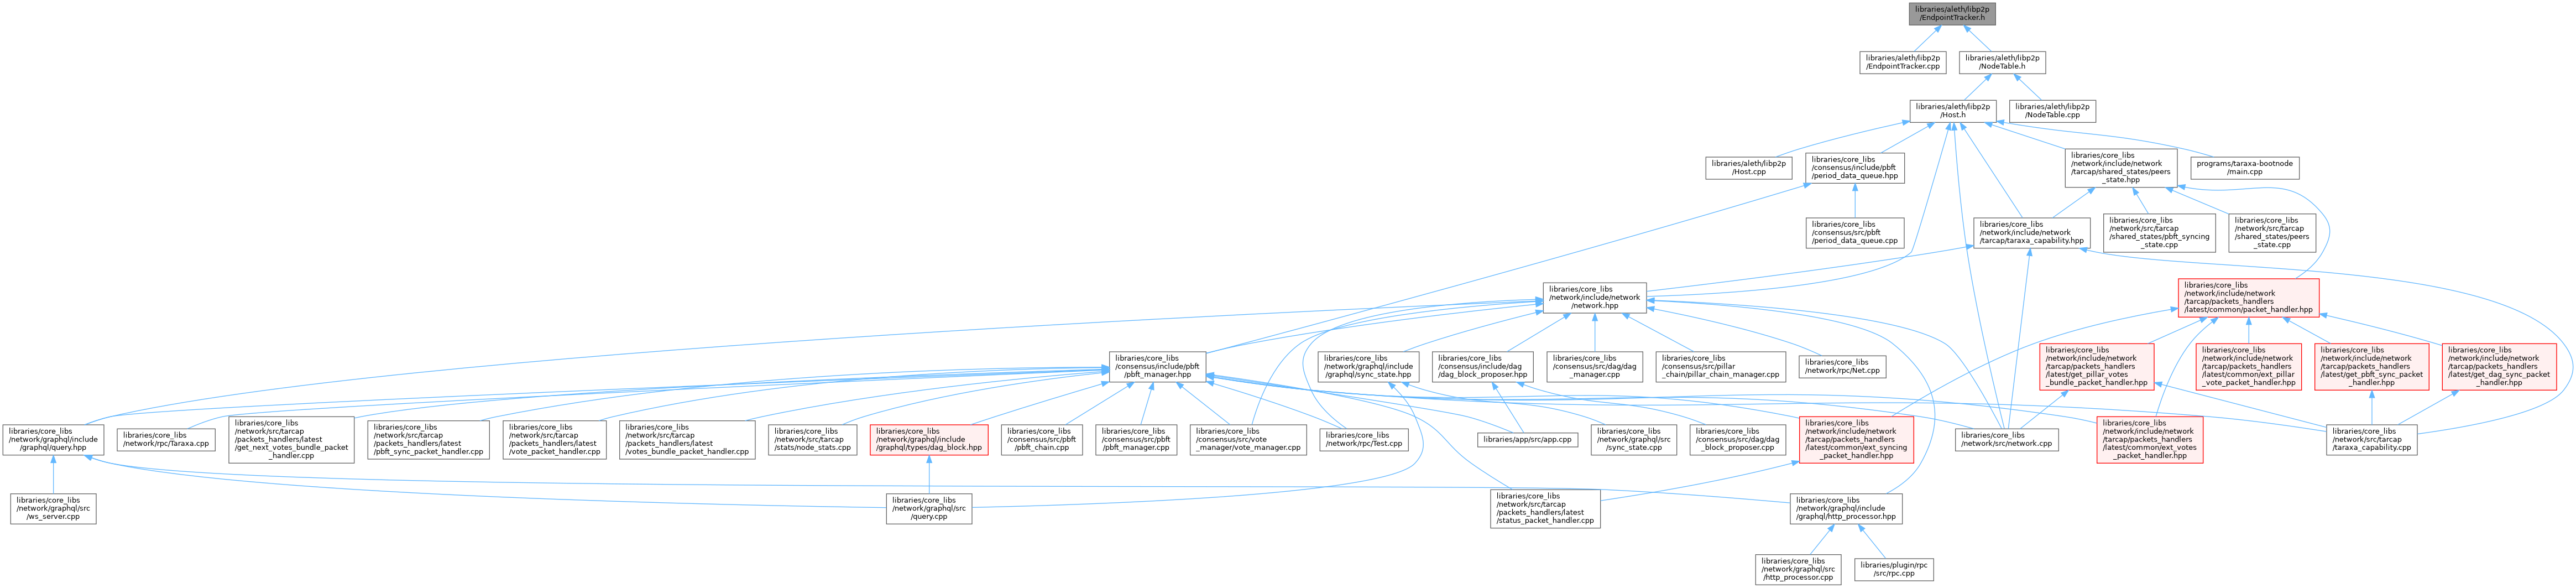 libraries/aleth/libp2p
/EndpointTracker.h
libraries/aleth/libp2p
/EndpointTracker.cpp
libraries/aleth/libp2p
/NodeTable.h
libraries/aleth/libp2p
/Host.h
libraries/aleth/libp2p
/NodeTable.cpp
libraries/aleth/libp2p
/Host.cpp
libraries/core_libs
/consensus/include/pbft
/period_data_queue.hpp
libraries/core_libs
/network/include/network
/tarcap/shared_states/peers
_state.hpp
programs/taraxa-bootnode
/main.cpp
libraries/core_libs
/consensus/src/pbft
/period_data_queue.cpp
libraries/core_libs
/network/include/network
/tarcap/taraxa_capability.hpp
libraries/core_libs
/network/src/tarcap
/shared_states/pbft_syncing
_state.cpp
libraries/core_libs
/network/src/tarcap
/shared_states/peers
_state.cpp
libraries/core_libs
/network/include/network
/network.hpp
libraries/core_libs
/network/include/network
/tarcap/packets_handlers
/latest/common/packet_handler.hpp
libraries/core_libs
/consensus/include/pbft
/pbft_manager.hpp
libraries/core_libs
/network/graphql/include
/graphql/sync_state.hpp
libraries/core_libs
/consensus/include/dag
/dag_block_proposer.hpp
libraries/core_libs
/consensus/src/dag/dag
_manager.cpp
libraries/core_libs
/consensus/src/pillar
_chain/pillar_chain_manager.cpp
libraries/core_libs
/network/rpc/Net.cpp
libraries/core_libs
/network/include/network
/tarcap/packets_handlers
/latest/get_pillar_votes
_bundle_packet_handler.hpp
libraries/core_libs
/network/include/network
/tarcap/packets_handlers
/latest/common/ext_pillar
_vote_packet_handler.hpp
libraries/core_libs
/network/include/network
/tarcap/packets_handlers
/latest/get_pbft_sync_packet
_handler.hpp
libraries/core_libs
/network/include/network
/tarcap/packets_handlers
/latest/get_dag_sync_packet
_handler.hpp
libraries/core_libs
/network/graphql/include
/graphql/query.hpp
libraries/core_libs
/network/rpc/Taraxa.cpp
libraries/core_libs
/network/src/tarcap
/packets_handlers/latest
/get_next_votes_bundle_packet
_handler.cpp
libraries/core_libs
/network/src/tarcap
/packets_handlers/latest
/pbft_sync_packet_handler.cpp
libraries/core_libs
/network/src/tarcap
/packets_handlers/latest
/vote_packet_handler.cpp
libraries/core_libs
/network/src/tarcap
/packets_handlers/latest
/votes_bundle_packet_handler.cpp
libraries/core_libs
/network/src/tarcap
/stats/node_stats.cpp
libraries/core_libs
/network/graphql/include
/graphql/types/dag_block.hpp
libraries/core_libs
/consensus/src/pbft
/pbft_chain.cpp
libraries/core_libs
/consensus/src/pbft
/pbft_manager.cpp
libraries/core_libs
/consensus/src/vote
_manager/vote_manager.cpp
libraries/core_libs
/network/rpc/Test.cpp
libraries/app/src/app.cpp
libraries/core_libs
/network/graphql/src
/sync_state.cpp
libraries/core_libs
/consensus/src/dag/dag
_block_proposer.cpp
libraries/core_libs
/network/include/network
/tarcap/packets_handlers
/latest/common/ext_syncing
_packet_handler.hpp
libraries/core_libs
/network/src/network.cpp
libraries/core_libs
/network/include/network
/tarcap/packets_handlers
/latest/common/ext_votes
_packet_handler.hpp
libraries/core_libs
/network/src/tarcap
/taraxa_capability.cpp
libraries/core_libs
/network/graphql/src
/ws_server.cpp
libraries/core_libs
/network/graphql/src
/query.cpp
libraries/core_libs
/network/src/tarcap
/packets_handlers/latest
/status_packet_handler.cpp
libraries/core_libs
/network/graphql/include
/graphql/http_processor.hpp
libraries/core_libs
/network/graphql/src
/http_processor.cpp
libraries/plugin/rpc
/src/rpc.cpp